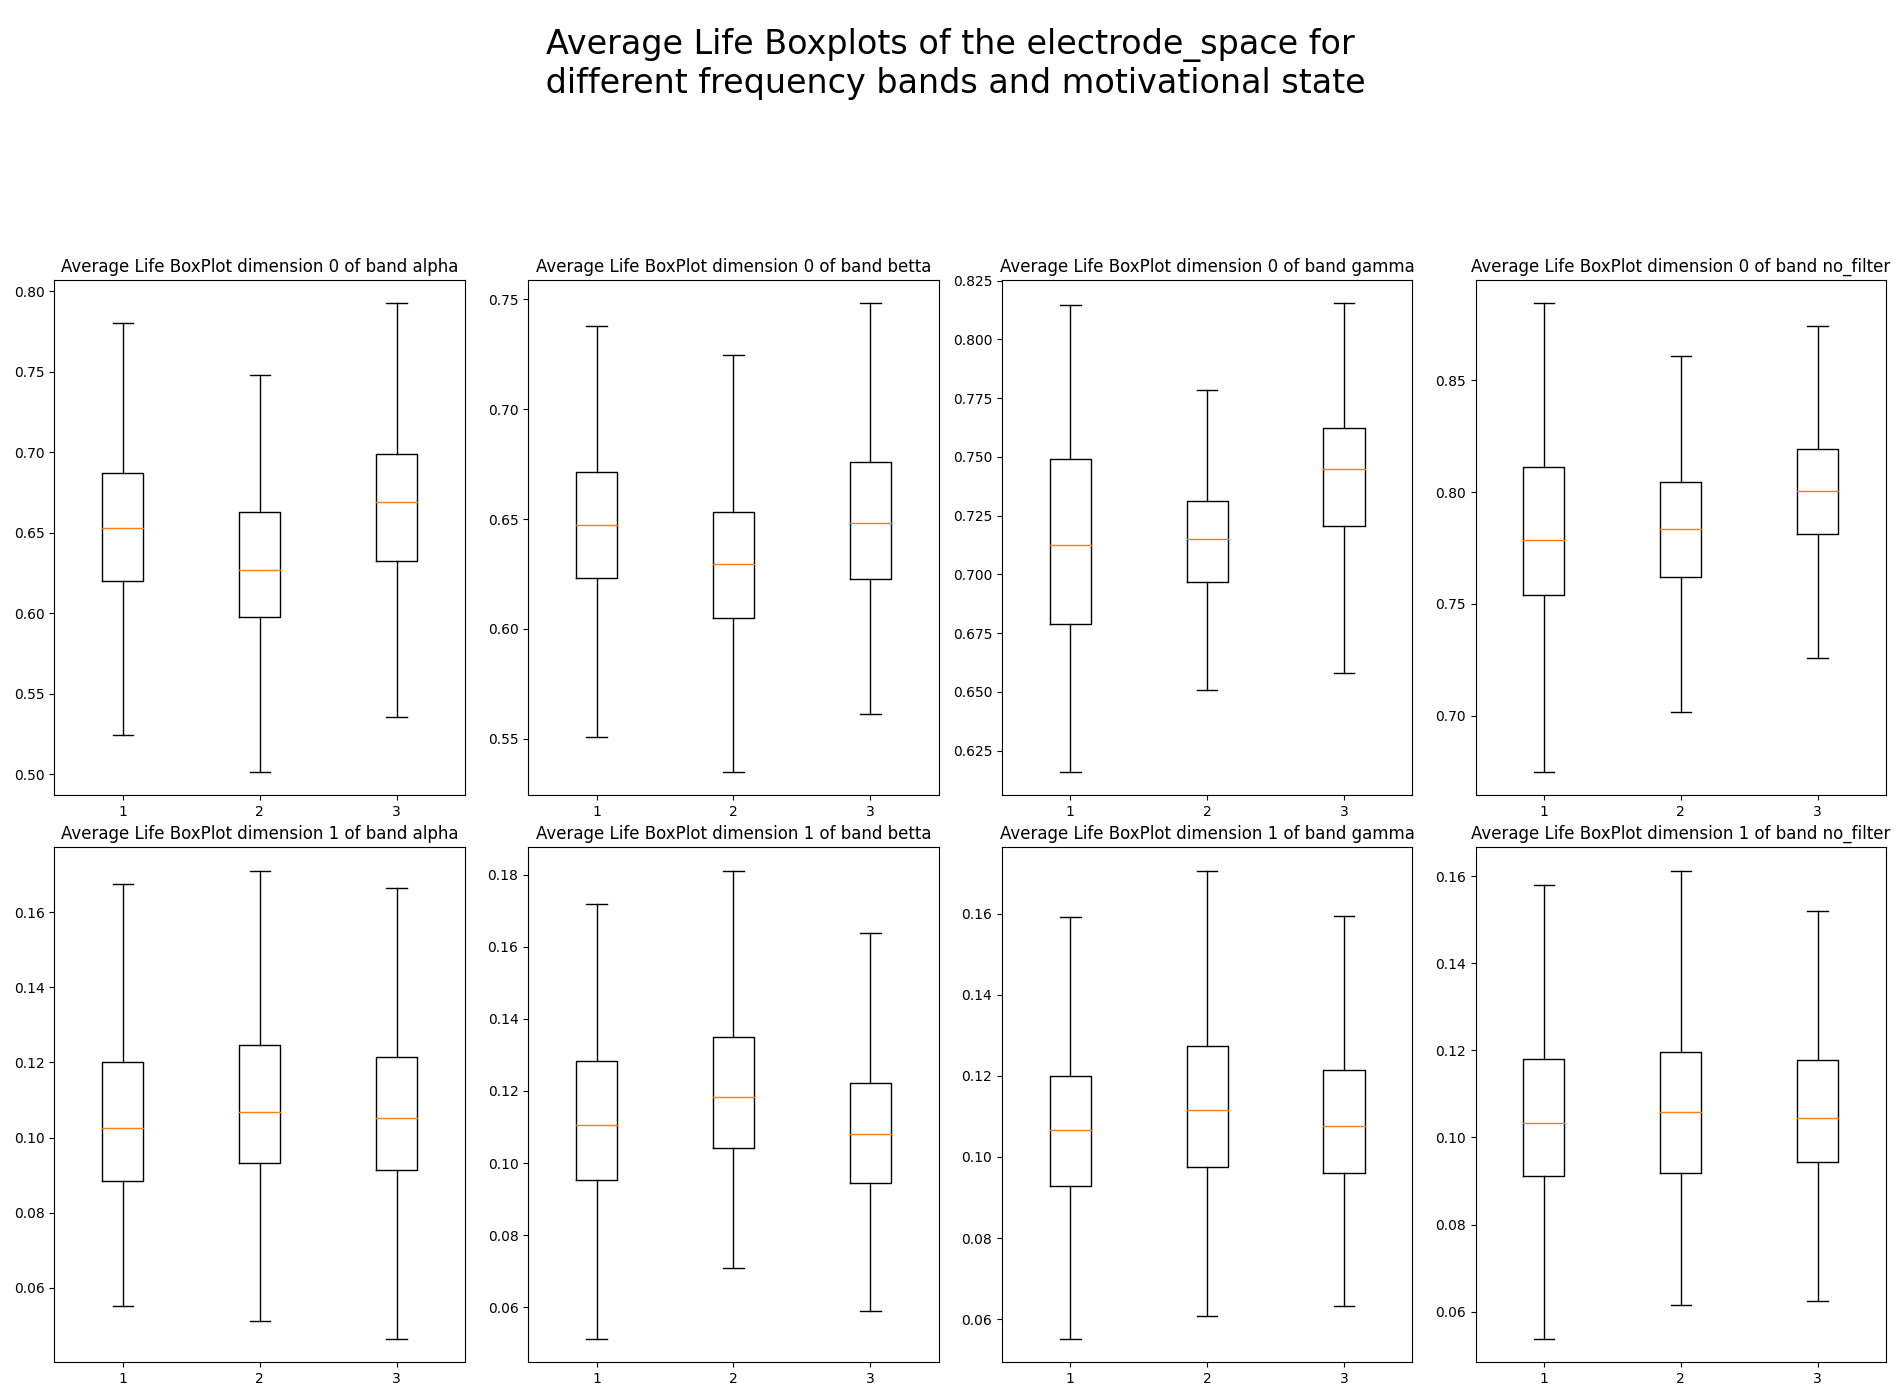 Average Life Boxplots of the electrode_space for
different frequency bands and motivational state
Average Life BoxPlot dimension 0 of band alpha
0.80
0.75
0.70
0.65
0.60
0.55
0.50
1 2 3
Average Life BoxPlot dimension 0 of band betta
0.75
0.70
0.65
0.60
0.55
1 2 3
Average Life BoxPlot dimension 0 of band gamma
0.825
0.800
0.775
0.750
0.725
0.700
0.675
0.650
0.625
1 2 3
Average Life BoxPlot dimension 0 of band no_filter
0.85
0.80
0.75
0.70
1 2 3
Average Life BoxPlot dimension 1 of band alpha
0.16
0.14
0.12
0.10
0.08
0.06
1 2 3
Average Life BoxPlot dimension 1 of band betta
0.18
0.16
0.14
0.12
0.10
0.08
0.06
1 2 3
Average Life BoxPlot dimension 1 of band gamma
0.16
0.14
0.12
0.10
0.08
0.06
1 2 3
Average Life BoxPlot dimension 1 of band no_filter
0.16
0.14
0.12
0.10
0.08
0.06
1 2 3